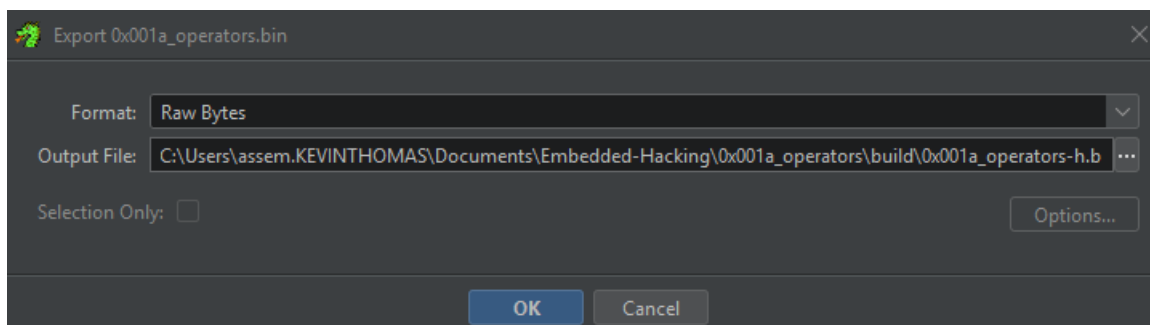 Export 0x001a_operators.bin
Format: Raw Bytes
Output File: C:\Users\assem.KEVINTHOMAS\Documents\Embedded-Hacking\0x001a_operators\build\0x001a_operators-h.b ...
Selection Only:
Options...
OK Cancel